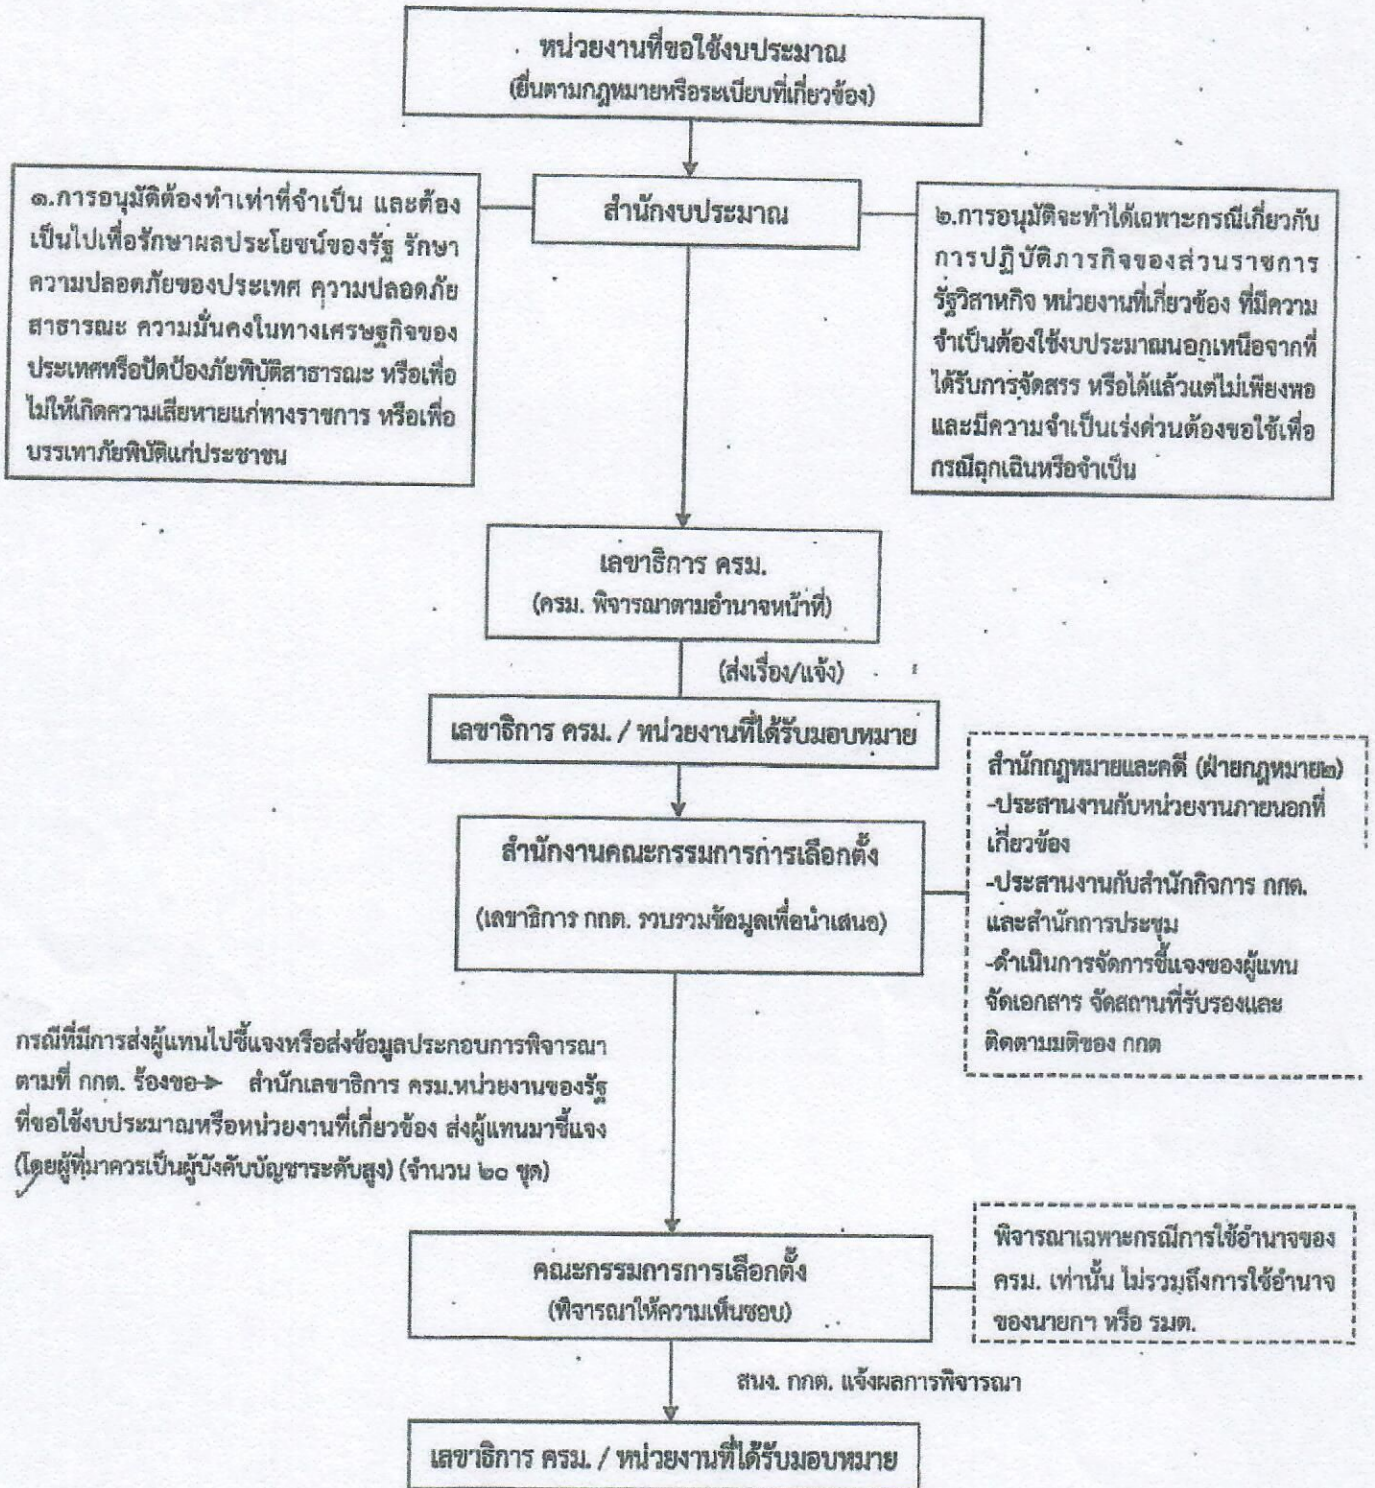 หน่วยงานที่ขอใช้งบประมาณ
(ยื่นตามกฎหมายหรือระเบียบที่เกี่ยวข้อง)
สำนักงบประมาณ
๑.การอนุมัติต้องทำเท่าที่จำเป็น และต้อง
เป็นไปเพื่อรักษาผลประโยชน์ของรัฐ รักษา
ความปลอดภัยของประเทศ ความปลอดภัย
สาธารณะ ความมั่นคงในทางเศรษฐกิจของ
ประเทศหรือปัดป้องภัยพิบัติสาธารณะ หรือเพื่อ
ไม่ให้เกิดความเสียหายแก่ทางราชการ หรือเพื่อ
บรรเทาภัยพิบัติแก่ประชาชน
๒.การอนุมัติจะทำได้เฉพาะกรณีเกี่ยวกับ
การปฏิบัติภารกิจของส่วนราชการ
รัฐวิสาหกิจ หน่วยงานที่เกี่ยวข้อง ที่มีความ
จำเป็นต้องใช้งบประมาณนอกเหนือจากที่
ได้รับการจัดสรร หรือได้แล้วแต่ไม่เพียงพอ
และมีความจำเป็นเร่งด่วนต้องขอใช้เพื่อ
กรณีฉุกเฉินหรือจำเป็น
เลขาธิการ ครม.
(ครม. พิจารณาตามอำนาจหน้าที่)
(ส่งเรื่อง/แจ้ง)
เลขาธิการ ครม. / หน่วยงานที่ได้รับมอบหมาย
สำนักงานคณะกรรมการการเลือกตั้ง
(เลขาธิการ กกต. รวบรวมข้อมูลเพื่อนำเสนอ)
สำนักกฎหมายและคดี (ฝ่ายกฎหมาย๒)
-ประสานงานกับหน่วยงานภายนอกที่
เกี่ยวข้อง
-ประสานงานกับสำนักกิจการ กกต.
และสำนักการประชุม
-ดำเนินการจัดการชี้แจงของผู้แทน
จัดเอกสาร จัดสถานที่รับรองและ
ติดตามมติของ กกต
กรณีที่มีการส่งผู้แทนไปชี้แจงหรือส่งข้อมูลประกอบการพิจารณา
ตามที่ กกต. ร้องขอ→ สำนักเลขาธิการ ครม.หน่วยงานของรัฐ
ที่ขอใช้งบประมาณหรือหน่วยงานที่เกี่ยวข้อง ส่งผู้แทนมาชี้แจง
(โดยผู้ที่มาควรเป็นผู้บังคับบัญชาระดับสูง) (จำนวน ๒๐ ชุด)
คณะกรรมการการเลือกตั้ง
(พิจารณาให้ความเห็นชอบ)
พิจารณาเฉพาะกรณีการใช้อำนาจของ
ครม. เท่านั้น ไม่รวมถึงการใช้อำนาจ
ของนายกฯ หรือ รมต.
สนง. กกต. แจ้งผลการพิจารณา
เลขาธิการ ครม. / หน่วยงานที่ได้รับมอบหมาย